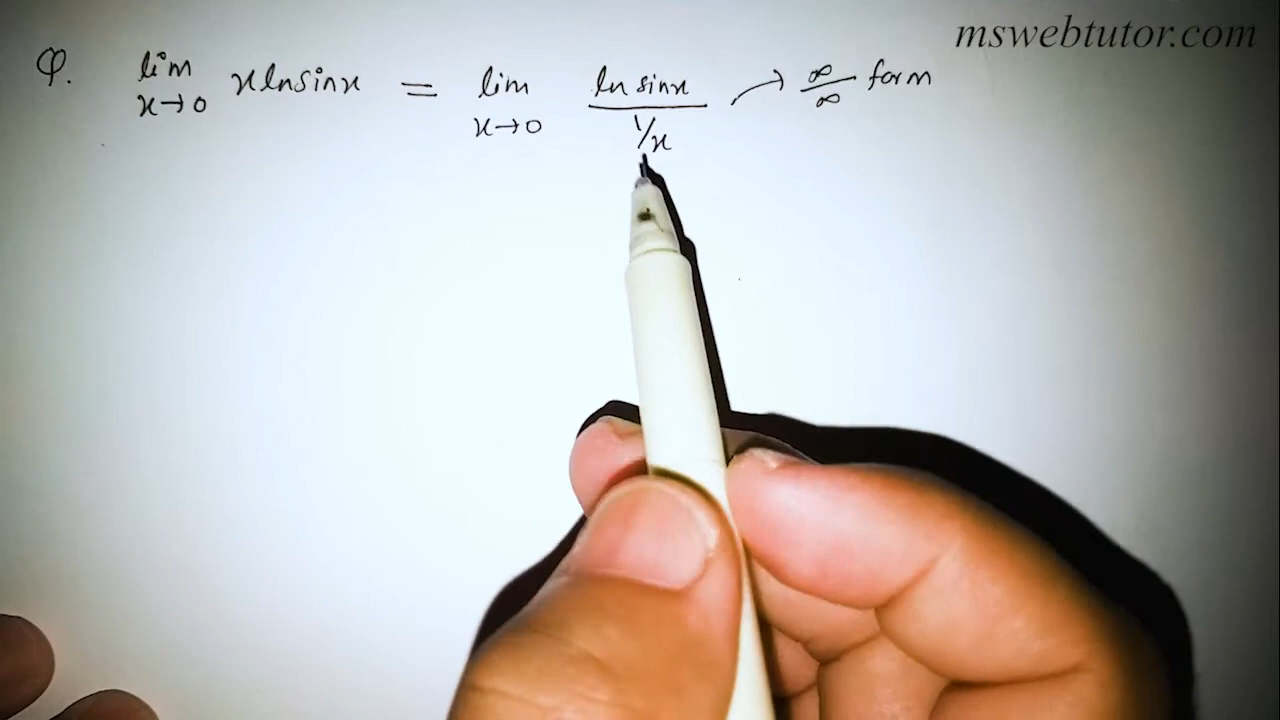 mswebtutor.com
Q. lim x→0 x ln sin x = lim x→0 ln sin x / 1/x → ∞/∞ form